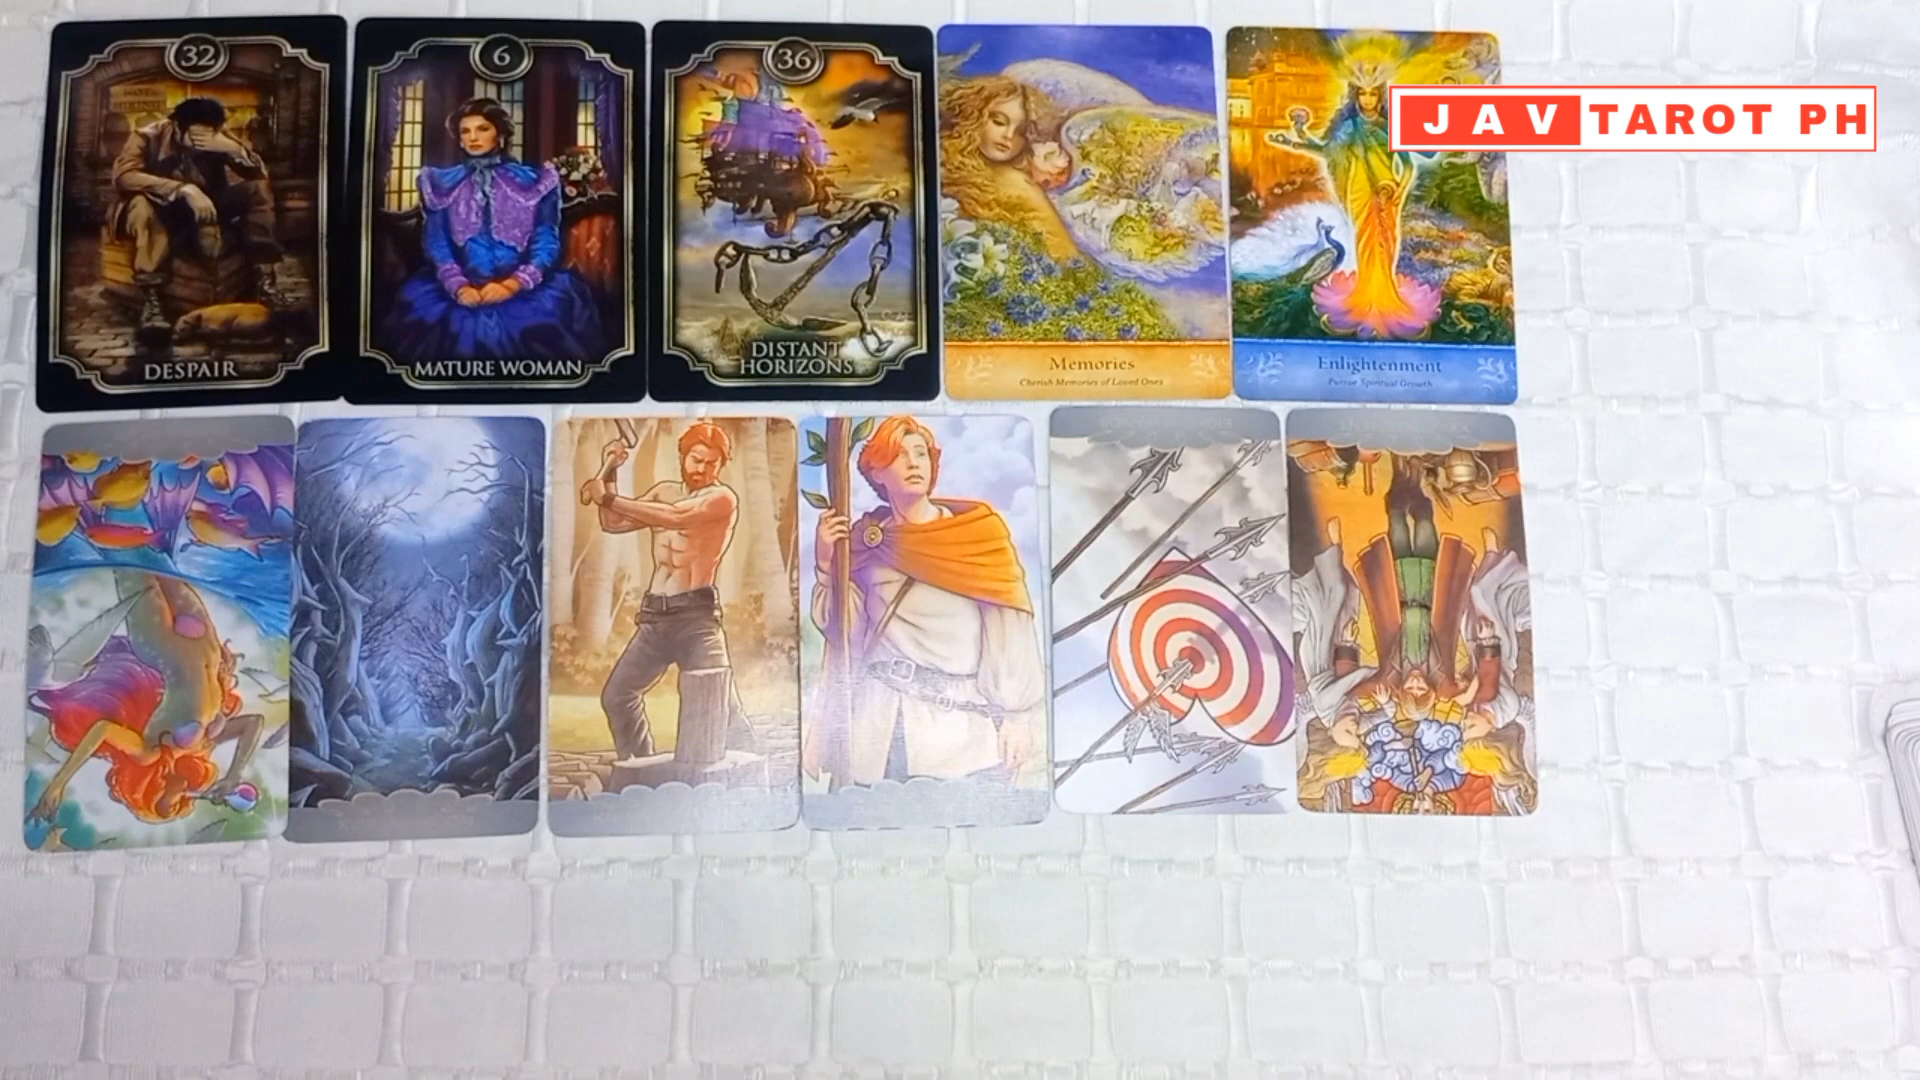 32
DESPAIR
6
MATURE WOMAN
36
DISTANT
HORIZONS
Memories
Cherish Memories of Loved Ones
Enlightenment
Pursue Spiritual Growth
JAV TAROT PH